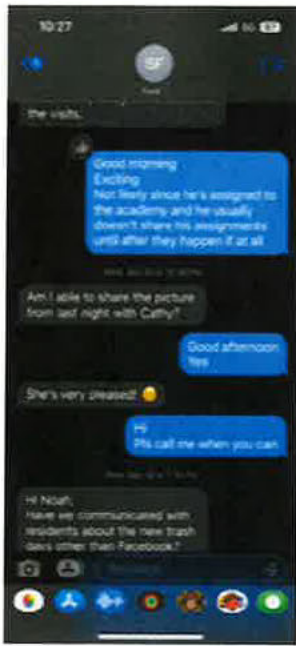 10:27
5G
SF
the visits.
Good morning
Exciting
Not likely since he's assigned to
the academy and he usually
doesn't share his assignments
until after they happen if at all
Am I able to share the picture
from last night with Cathy?
Good afternoon
Yes
She's very pleased!
Hi
Pls call me when you can
Hi Noah,
Have we communicated with
residents about the new trash
days other than Facebook?